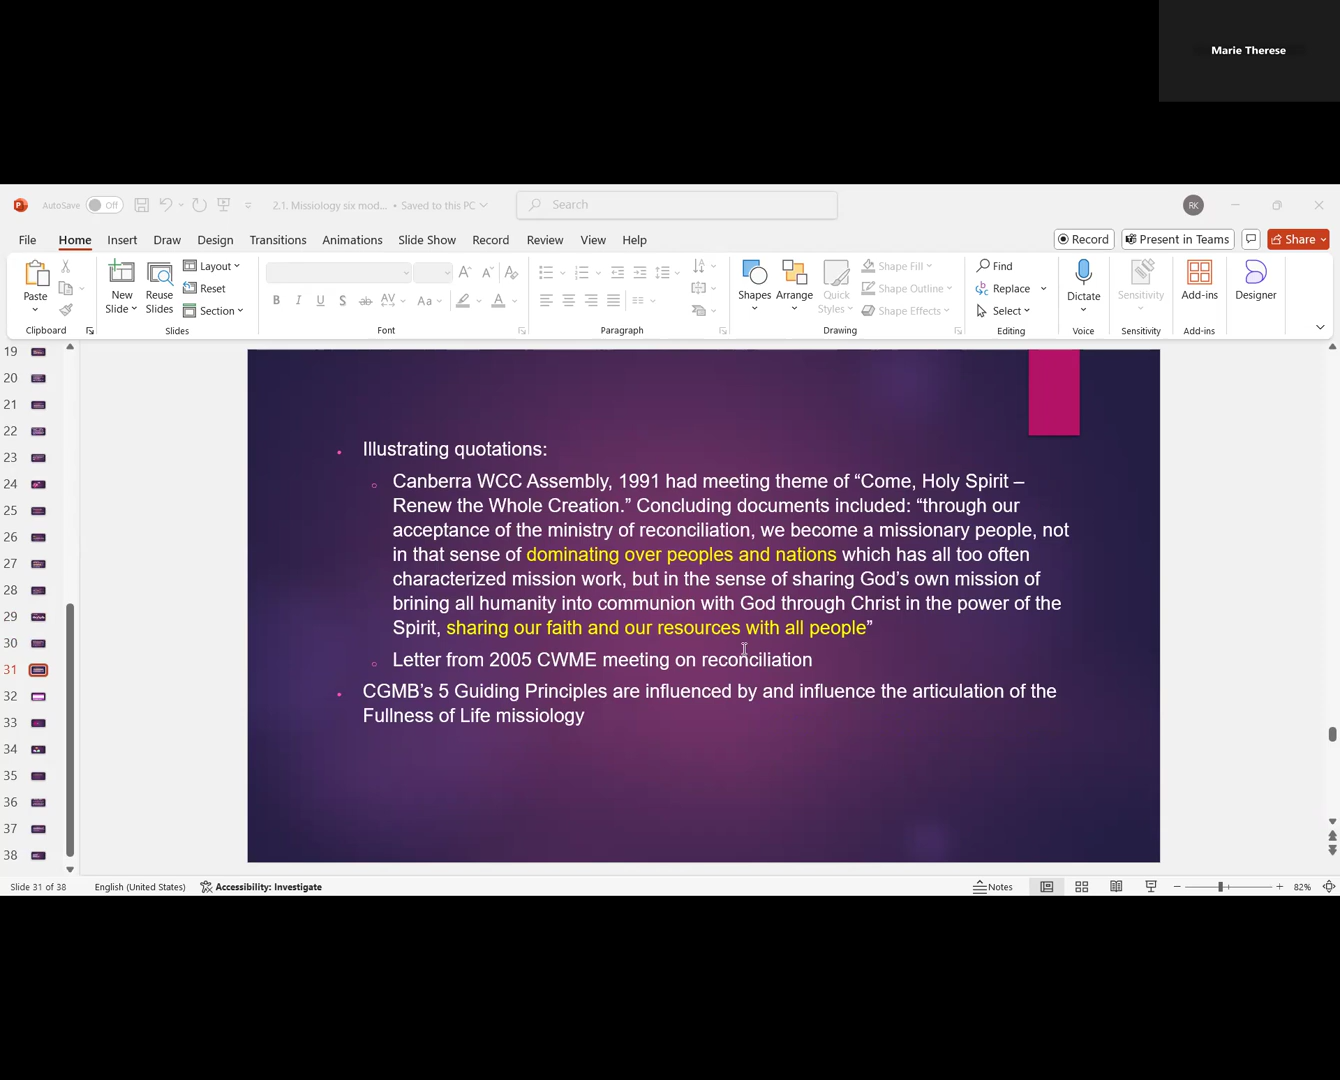 Marie Therese
AutoSave Off 2.1. Missiology six mod... • Saved to this PC Search RK
File Home Insert Draw Design Transitions Animations Slide Show Record Review View Help Record Present in Teams Share
Paste
Clipboard
New Slide
Reuse Slides
Layout
Reset
Section
Slides
B I U S ab AV Aa A
Font
Paragraph
Shapes
Arrange
Quick Styles
Shape Fill
Shape Outline
Shape Effects
Drawing
Find
Replace
Select
Editing
Dictate
Voice
Sensitivity
Sensitivity
Add-ins
Add-ins
Designer
19
20
21
22
23
24
25
26
27
28
29
30
31
32
33
34
35
36
37
38
• Illustrating quotations:
○ Canberra WCC Assembly, 1991 had meeting theme of “Come, Holy Spirit –
Renew the Whole Creation.” Concluding documents included: “through our
acceptance of the ministry of reconciliation, we become a missionary people, not
in that sense of dominating over peoples and nations which has all too often
characterized mission work, but in the sense of sharing God’s own mission of
brining all humanity into communion with God through Christ in the power of the
Spirit, sharing our faith and our resources with all people”
○ Letter from 2005 CWME meeting on reconciliation
• CGMB’s 5 Guiding Principles are influenced by and influence the articulation of the
Fullness of Life missiology
Slide 31 of 38 English (United States) Accessibility: Investigate Notes 82%